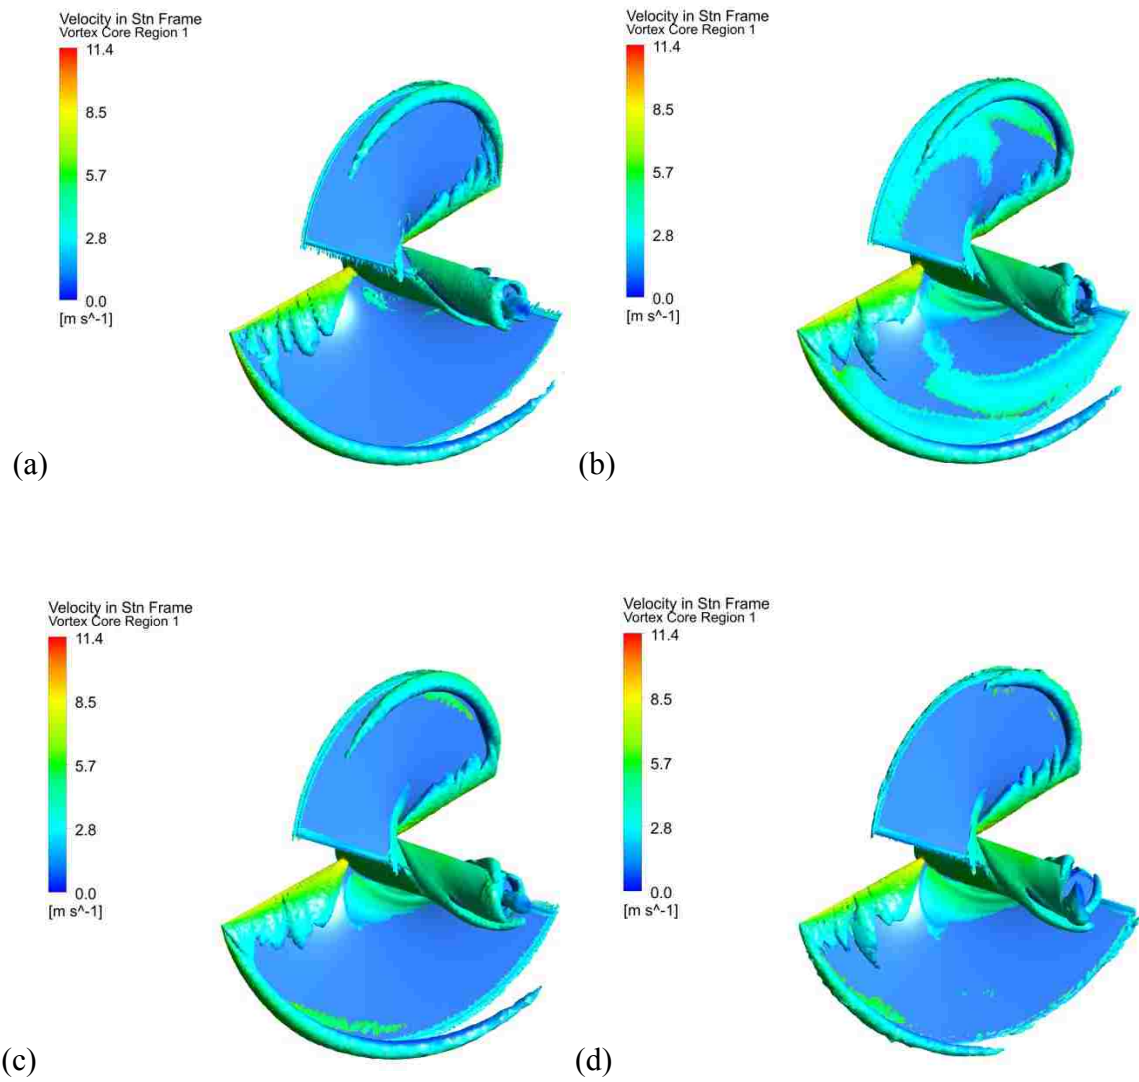 Velocity in Stn Frame
Vortex Core Region 1
11.4
8.5
5.7
2.8
0.0
[m s^-1]
(a)
Velocity in Stn Frame
Vortex Core Region 1
11.4
8.5
5.7
2.8
0.0
[m s^-1]
(b)
Velocity in Stn Frame
Vortex Core Region 1
11.4
8.5
5.7
2.8
0.0
[m s^-1]
(c)
Velocity in Stn Frame
Vortex Core Region 1
11.4
8.5
5.7
2.8
0.0
[m s^-1]
(d)